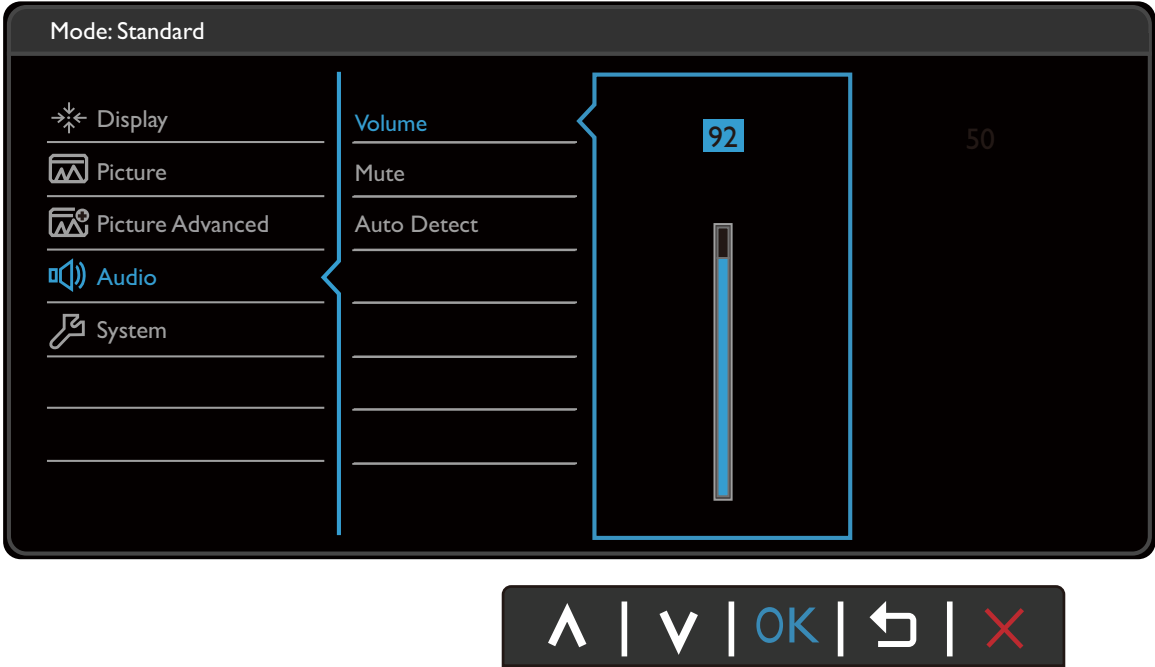 Mode: Standard
Display
Picture
Picture Advanced
Audio
System
Volume
Mute
Auto Detect
92
50
OK